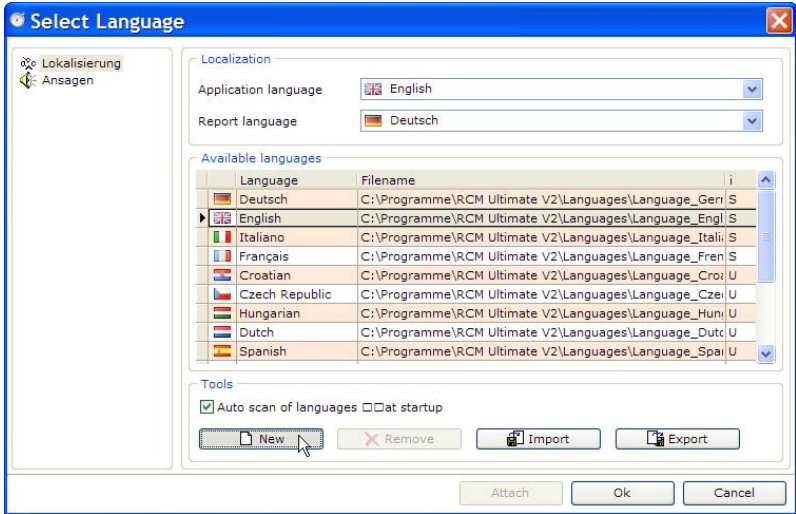 Select Language
Lokalisierung
Ansagen
Localization
Application language English
Report language Deutsch
Available languages
Language Filename i
Deutsch C:\Programme\RCM Ultimate V2\Languages\Language_Gerr S
English C:\Programme\RCM Ultimate V2\Languages\Language_Engl S
Italiano C:\Programme\RCM Ultimate V2\Languages\Language_Itali S
Français C:\Programme\RCM Ultimate V2\Languages\Language_Fren S
Croatian C:\Programme\RCM Ultimate V2\Languages\Language_Croa U
Czech Republic C:\Programme\RCM Ultimate V2\Languages\Language_Cze U
Hungarian C:\Programme\RCM Ultimate V2\Languages\Language_Hung U
Dutch C:\Programme\RCM Ultimate V2\Languages\Language_Dutc U
Spanish C:\Programme\RCM Ultimate V2\Languages\Language_Spai U
Tools
Auto scan of languages □□at startup
New Remove Import Export
Attach Ok Cancel